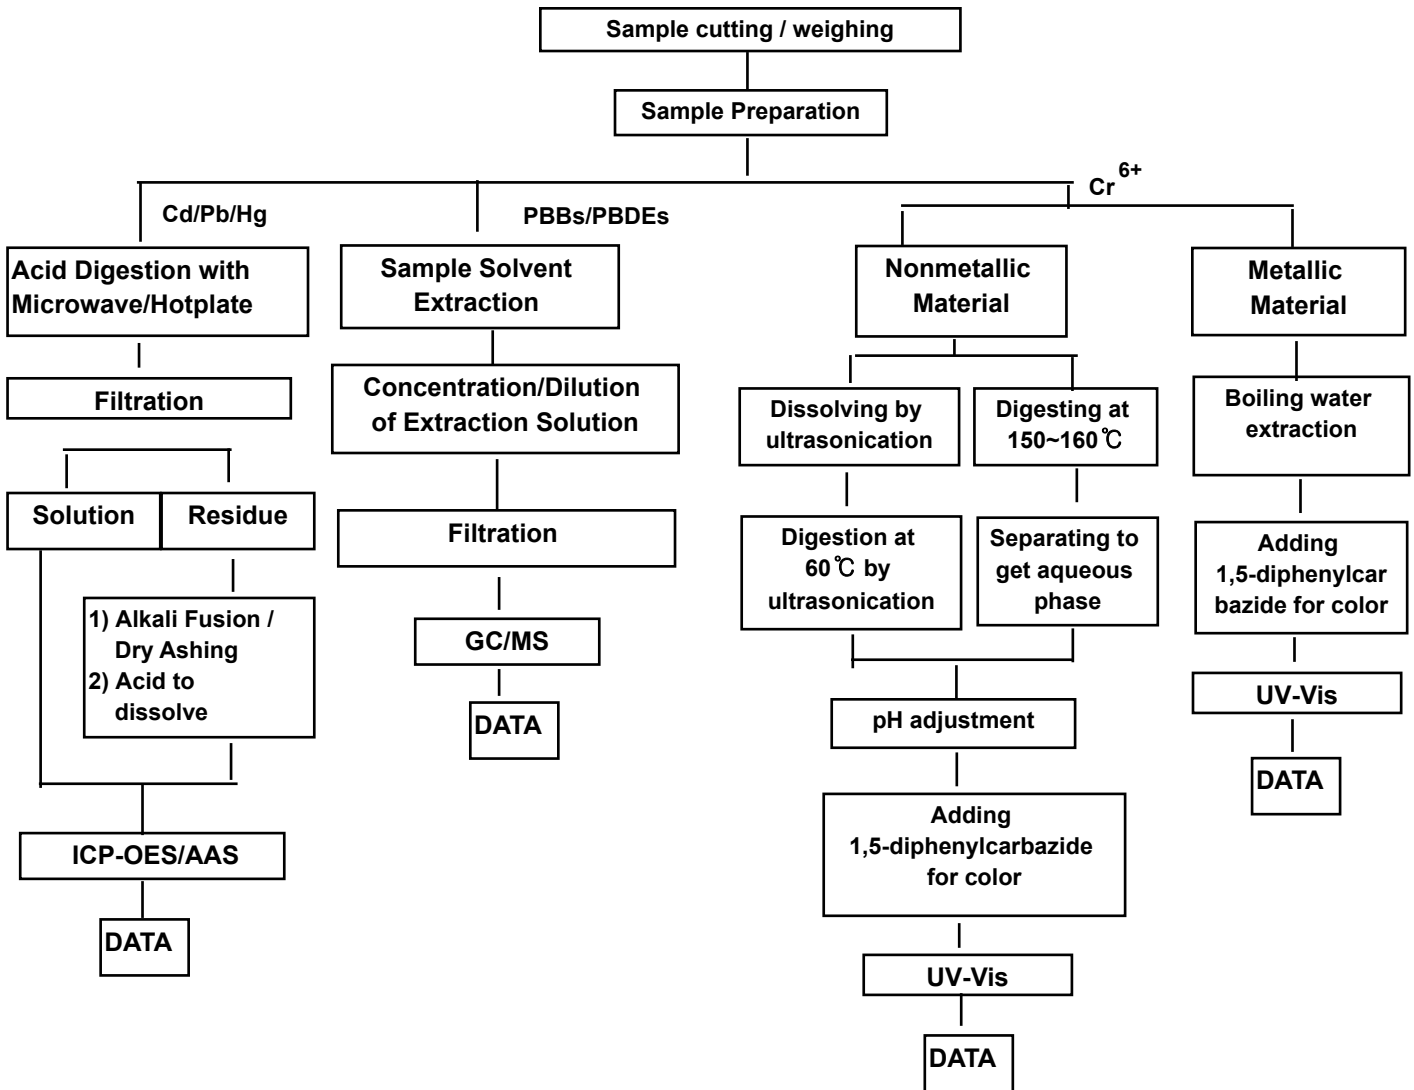 Sample cutting / weighing
Sample Preparation
Cr 6+
Cd/Pb/Hg
PBBs/PBDEs
Acid Digestion with
Microwave/Hotplate
Filtration
Solution
Residue
1) Alkali Fusion /
Dry Ashing
2) Acid to
dissolve
ICP-OES/AAS
DATA
Sample Solvent
Extraction
Concentration/Dilution
of Extraction Solution
Filtration
GC/MS
DATA
Nonmetallic
Material
Dissolving by
ultrasonication
Digestion at
60℃ by
ultrasonication
Digesting at
150~160℃
Separating to
get aqueous
phase
pH adjustment
Adding
1,5-diphenylcarbazide
for color
UV-Vis
DATA
Metallic
Material
Boiling water
extraction
Adding
1,5-diphenylcar
bazide for color
UV-Vis
DATA